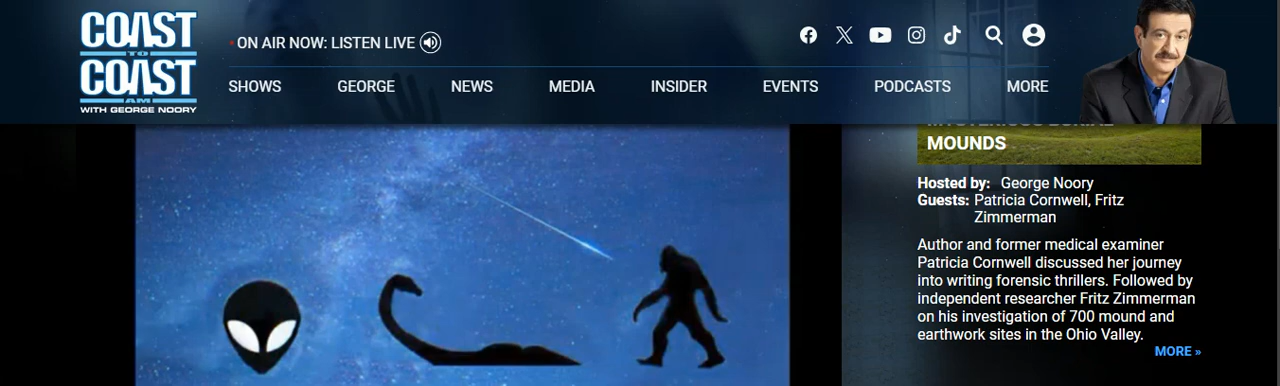 COAST
TO
COAST
AM
WITH GEORGE NOORY
ON AIR NOW: LISTEN LIVE
SHOWS
GEORGE
NEWS
MEDIA
INSIDER
EVENTS
PODCASTS
MORE
MOUNDS
Hosted by: George Noory
Guests: Patricia Cornwell, Fritz
Zimmerman
Author and former medical examiner
Patricia Cornwell discussed her journey
into writing forensic thrillers. Followed by
independent researcher Fritz Zimmerman
on his investigation of 700 mound and
earthwork sites in the Ohio Valley.
MORE »